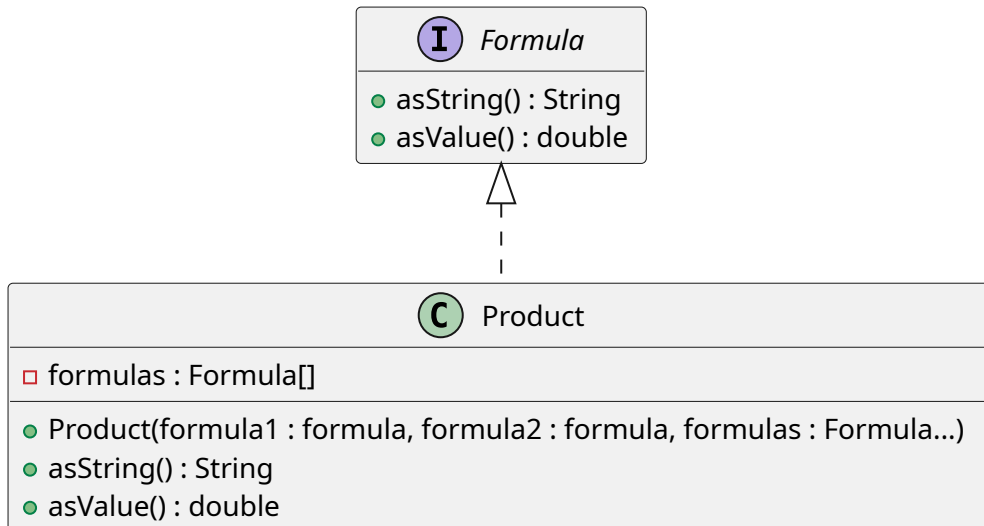 I Formula
asString() : String
asValue() : double
C Product
formulas : Formula[]
Product(formula1 : formula, formula2 : formula, formulas : Formula...)
asString() : String
asValue() : double